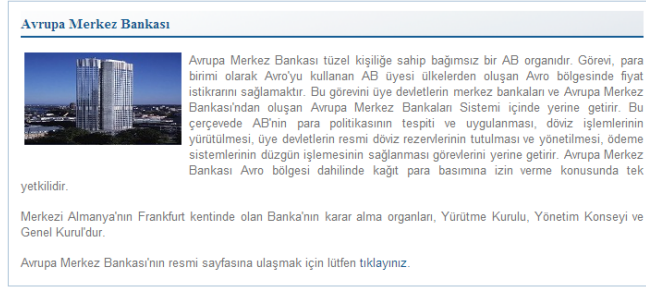 Avrupa Merkez Bankası
Avrupa Merkez Bankası tüzel kişiliğe sahip bağımsız bir AB organıdır. Görevi, para
birimi olarak Avro'yu kullanan AB üyesi ülkelerden oluşan Avro bölgesinde fiyat
istikrarını sağlamaktır. Bu görevini üye devletlerin merkez bankaları ve Avrupa Merkez
Bankası'ndan oluşan Avrupa Merkez Bankaları Sistemi içinde yerine getirir. Bu
çerçevede AB'nin para politikasının tespiti ve uygulanması, döviz işlemlerinin
yürütülmesi, üye devletlerin resmi döviz rezervlerinin tutulması ve yönetilmesi, ödeme
sistemlerinin düzgün işlemesinin sağlanması görevlerini yerine getirir. Avrupa Merkez
Bankası Avro bölgesi dahilinde kağıt para basımına izin verme konusunda tek
yetkilidir.
Merkezi Almanya'nın Frankfurt kentinde olan Banka'nın karar alma organları, Yürütme Kurulu, Yönetim Konseyi ve
Genel Kurul'dur.
Avrupa Merkez Bankası'nın resmi sayfasına ulaşmak için lütfen tıklayınız.